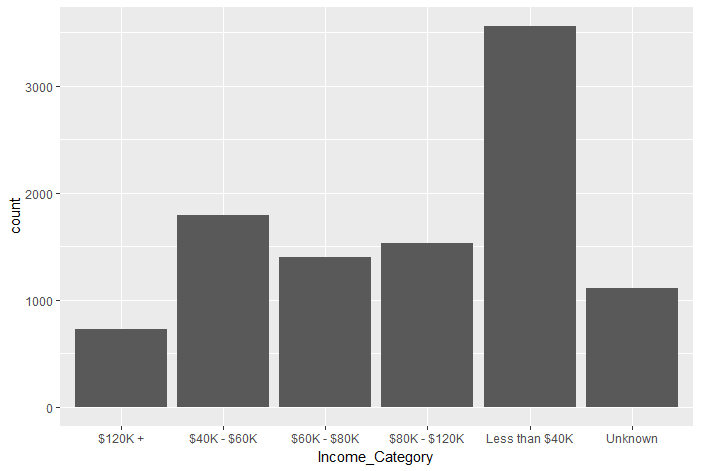 count
3000
2000
1000
0
$120K +
$40K - $60K
$60K - $80K
$80K - $120K
Less than $40K
Unknown
Income_Category